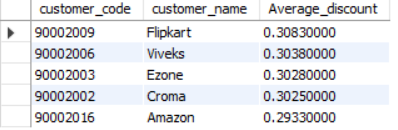 customer_code customer_name Average_discount
90002009 Flipkart 0.30830000
90002006 Viveks 0.30380000
90002003 Ezone 0.30280000
90002002 Croma 0.30250000
90002016 Amazon 0.29330000